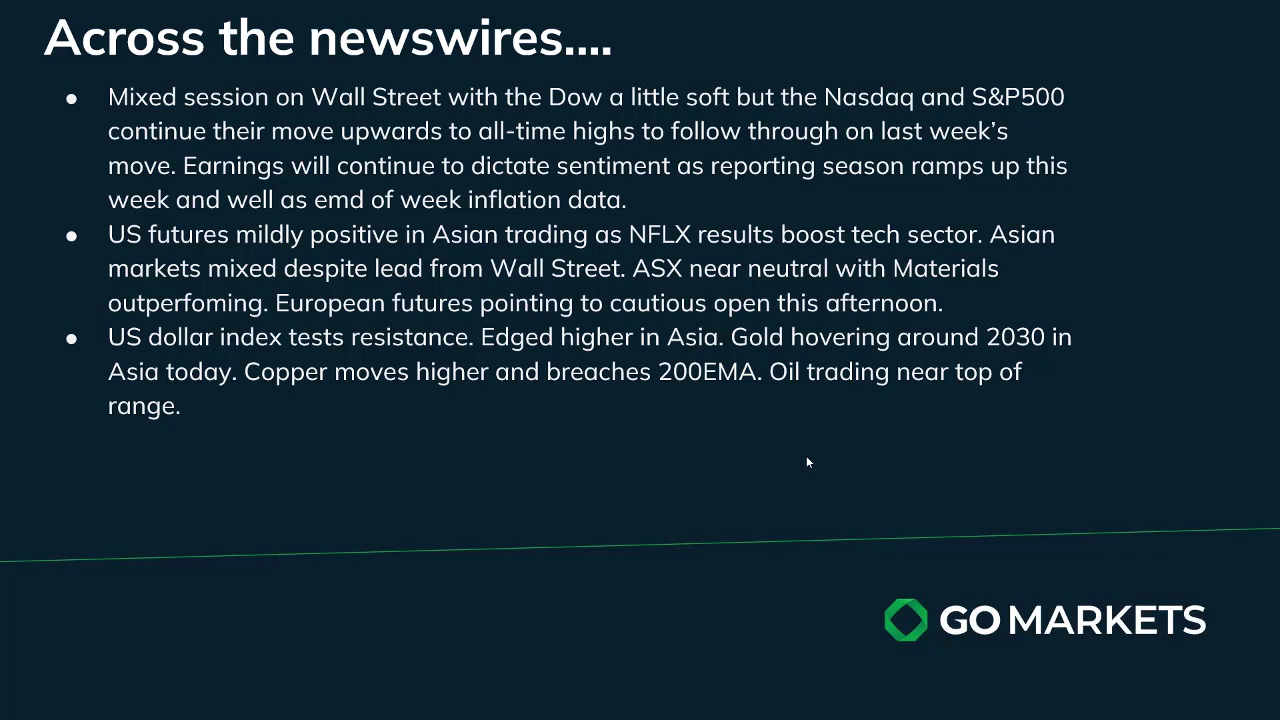 Across the newswires....
● Mixed session on Wall Street with the Dow a little soft but the Nasdaq and S&P500
continue their move upwards to all-time highs to follow through on last week’s
move. Earnings will continue to dictate sentiment as reporting season ramps up this
week and well as emd of week inflation data.
● US futures mildly positive in Asian trading as NFLX results boost tech sector. Asian
markets mixed despite lead from Wall Street. ASX near neutral with Materials
outperfoming. European futures pointing to cautious open this afternoon.
● US dollar index tests resistance. Edged higher in Asia. Gold hovering around 2030 in
Asia today. Copper moves higher and breaches 200EMA. Oil trading near top of
range.
GO MARKETS